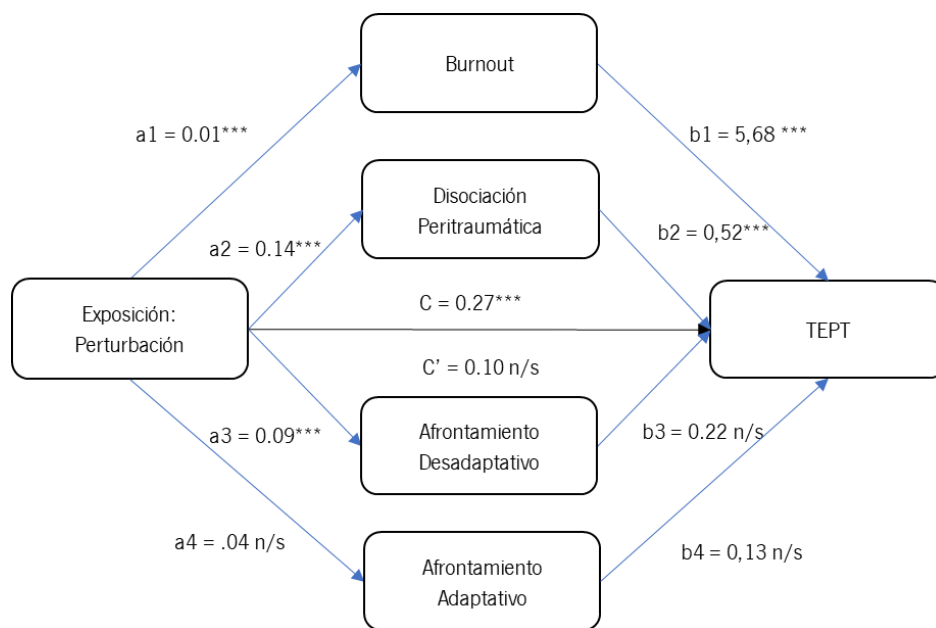 Burnout
a1 = 0.01***
b1 = 5,68 ***
Disociación
Peritraumática
a2 = 0.14***
b2 = 0,52***
Exposición:
Perturbación
C = 0.27***
TEPT
C’ = 0.10 n/s
a3 = 0.09***
Afrontamiento
Desadaptativo
b3 = 0.22 n/s
a4 = .04 n/s
b4 = 0,13 n/s
Afrontamiento
Adaptativo